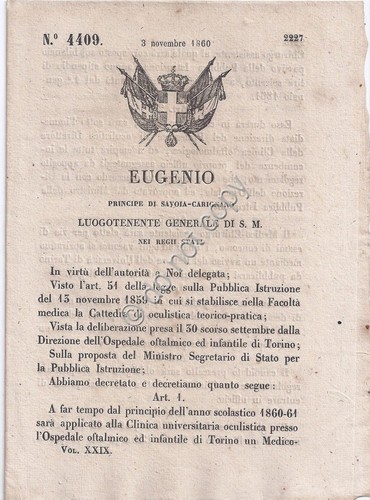 N.° 4409.
3 novembre 1860
2227
EUGENIO
PRINCIPE DI SAVOIA-CARIGNANO
LUOGOTENENTE GENERALE DI S. M.
NEI REGII STATI
In virtù dell'autorità a Noi delegata;
Visto l'art. 51 della legge sulla Pubblica Istruzione
del 13 novembre 1859 in cui si stabilisce nella Facoltà
medica la Cattedra di oculistica teorico-pratica;
Vista la deliberazione presa il 30 scorso settembre dalla
Direzione dell'Ospedale oftalmico ed infantile di Torino;
Sulla proposta del Ministro Segretario di Stato per
la Pubblica Istruzione;
Abbiamo decretato e decretiamo quanto segue:
Art. 1.
A far tempo dal principio dell'anno scolastico 1860-61
sarà applicato alla Clinica universitaria oculistica presso
l'Ospedale oftalmico ed infantile di Torino un Medico-
VOL. XXIX.
do not copy